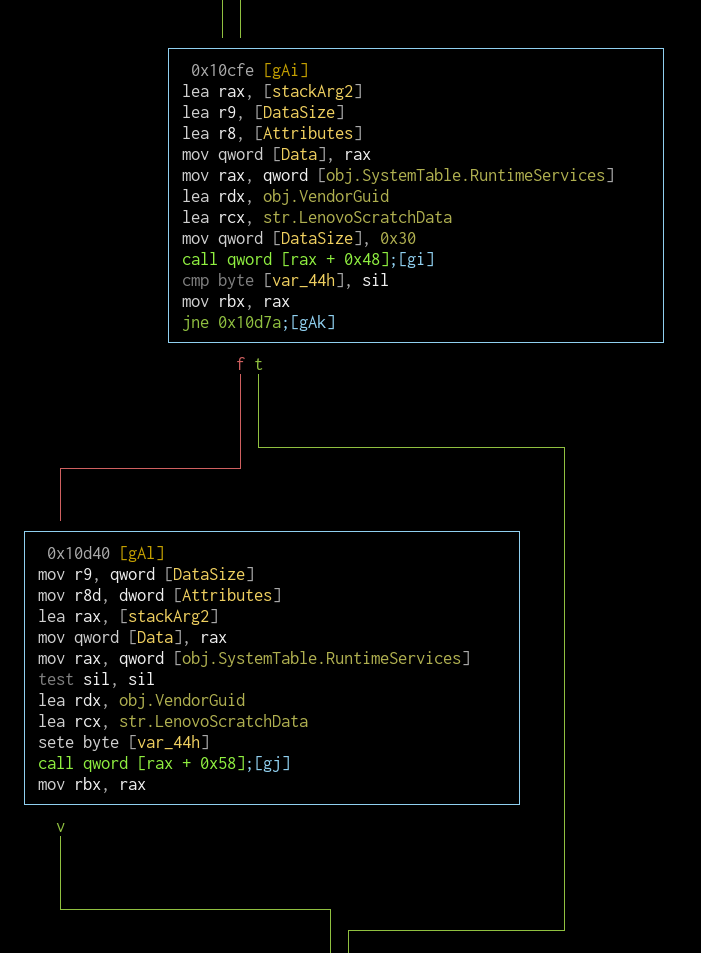 0x10cfe [gAi]
lea rax, [stackArg2]
lea r9, [DataSize]
lea r8, [Attributes]
mov qword [Data], rax
mov rax, qword [obj.SystemTable.RuntimeServices]
lea rdx, obj.VendorGuid
lea rcx, str.LenovoScratchData
mov qword [DataSize], 0x30
call qword [rax + 0x48];[gi]
cmp byte [var_44h], sil
mov rbx, rax
jne 0x10d7a;[gAk]
f t
0x10d40 [gAl]
mov r9, qword [DataSize]
mov r8d, dword [Attributes]
lea rax, [stackArg2]
mov qword [Data], rax
mov rax, qword [obj.SystemTable.RuntimeServices]
test sil, sil
lea rdx, obj.VendorGuid
lea rcx, str.LenovoScratchData
sete byte [var_44h]
call qword [rax + 0x58];[gj]
mov rbx, rax
v